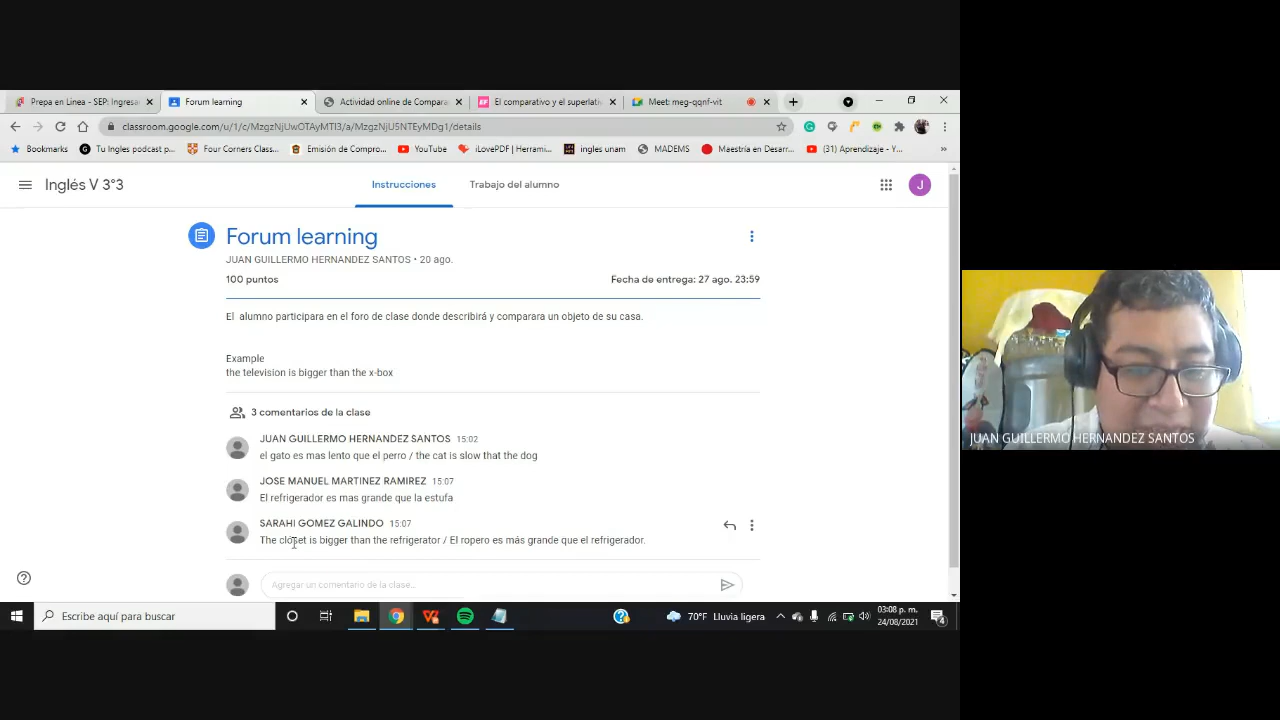 Prepa en Linea - SEP: Ingresa
Forum learning
Actividad online de Compara
EF El comparativo y el superlativ
Meet: meg-qqnf-vit
classroom.google.com/u/1/c/MzgzNjUwOTAyMTI3/a/MzgzNjU5NTEyMDg1/details
Bookmarks
Tu Ingles podcast p...
Four Corners Class...
Emisión de Compro...
YouTube
iLovePDF | Herrami...
ingles unam
MADEMS
Maestría en Desarr...
(31) Aprendizaje - Y...
Inglés V 3°3
Instrucciones
Trabajo del alumno
J
Forum learning
JUAN GUILLERMO HERNANDEZ SANTOS • 20 ago.
100 puntos
Fecha de entrega: 27 ago. 23:59
El alumno participara en el foro de clase donde describirá y comparara un objeto de su casa.
Example
the television is bigger than the x-box
3 comentarios de la clase
JUAN GUILLERMO HERNANDEZ SANTOS 15:02
el gato es mas lento que el perro / the cat is slow that the dog
JOSE MANUEL MARTINEZ RAMIREZ 15:07
El refrigerador es mas grande que la estufa
SARAHI GOMEZ GALINDO 15:07
The closet is bigger than the refrigerator / El ropero es más grande que el refrigerador.
Agregar un comentario de la clase...
Escribe aquí para buscar
70°F Lluvia ligera
03:08 p. m.
24/08/2021
4
JUAN GUILLERMO HERNANDEZ SANTOS